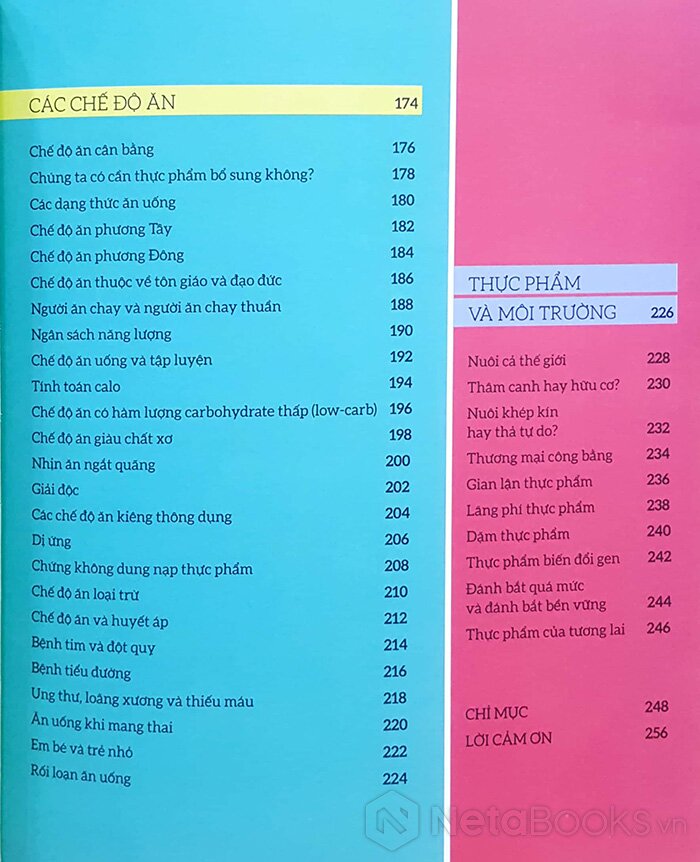 CÁC CHẾ ĐỘ ĂN 174
Chế độ ăn cân bằng 176
Chúng ta có cần thực phẩm bổ sung không? 178
Các dạng thức ăn uống 180
Chế độ ăn phương Tây 182
Chế độ ăn phương Đông 184
Chế độ ăn thuộc về tôn giáo và đạo đức 186
Người ăn chay và người ăn chay thuần 188
Ngân sách năng lượng 190
Chế độ ăn uống và tập luyện 192
Tính toán calo 194
Chế độ ăn có hàm lượng carbohydrate thấp (low-carb) 196
Chế độ ăn giàu chất xơ 198
Nhịn ăn ngắt quãng 200
Giải độc 202
Các chế độ ăn kiêng thông dụng 204
Dị ứng 206
Chứng không dung nạp thực phẩm 208
Chế độ ăn loại trừ 210
Chế độ ăn và huyết áp 212
Bệnh tim và đột quỵ 214
Bệnh tiểu đường 216
Ung thư, loãng xương và thiếu máu 218
Ăn uống khi mang thai 220
Em bé và trẻ nhỏ 222
Rối loạn ăn uống 224
THỰC PHẨM
VÀ MÔI TRƯỜNG 226
Nuôi cả thế giới 228
Thâm canh hay hữu cơ? 230
Nuôi khép kín
hay thả tự do? 232
Thương mại công bằng 234
Gian lận thực phẩm 236
Lãng phí thực phẩm 238
Dặm thực phẩm 240
Thực phẩm biến đổi gen 242
Đánh bắt quá mức
và đánh bắt bền vững 244
Thực phẩm của tương lai 246
CHỈ MỤC 248
LỜI CẢM ƠN 256
NetaBooks.vn